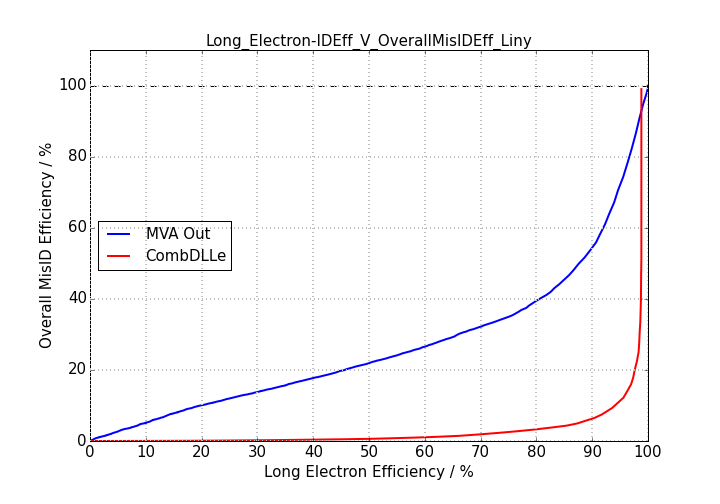 Long_Electron-IDEff_V_OverallMisIDEff_Liny
Overall MisID Efficiency / %
100
80
60
40
20
0
MVA Out
CombDLLe
0 10 20 30 40 50 60 70 80 90 100
Long Electron Efficiency / %